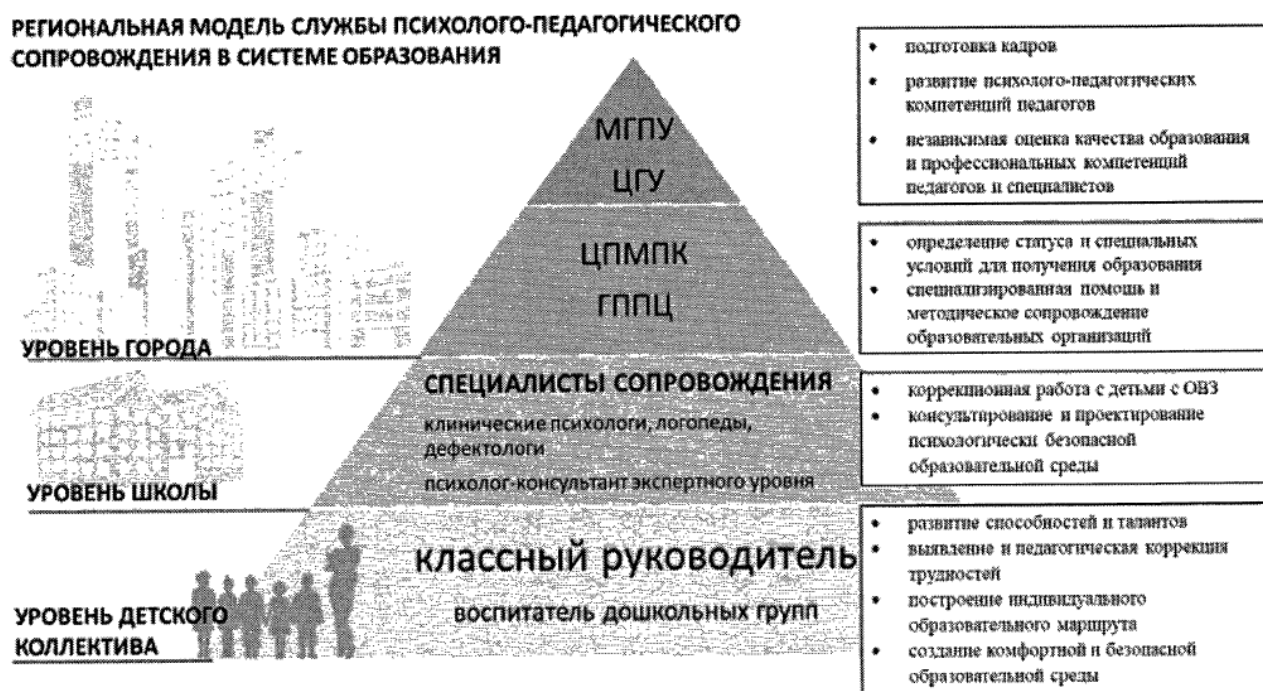 РЕГИОНАЛЬНАЯ МОДЕЛЬ СЛУЖБЫ ПСИХОЛОГО-ПЕДАГОГИЧЕСКОГО
СОПРОВОЖДЕНИЯ В СИСТЕМЕ ОБРАЗОВАНИЯ
МГПУ
ЦГУ
• подготовка кадров
• развитие психолого-педагогических
компетенций педагогов
• независимая оценка качества образования
и профессиональных компетенций
педагогов и специалистов
УРОВЕНЬ ГОРОДА
ЦПМПК
ГППЦ
• определение статуса и специальных
условий для получения образования
• специализированная помощь и
методическое сопровождение
образовательных организаций
УРОВЕНЬ ШКОЛЫ
СПЕЦИАЛИСТЫ СОПРОВОЖДЕНИЯ
клинические психологи, логопеды,
дефектологи
психолог-консультант экспертного уровня
• коррекционная работа с детьми с ОВЗ
• консультирование и проектирование
психологически безопасной
образовательной среды
УРОВЕНЬ ДЕТСКОГО
КОЛЛЕКТИВА
классный руководитель
воспитатель дошкольных групп
• развитие способностей и талантов
• выявление и педагогическая коррекция
трудностей
• построение индивидуального
образовательного маршрута
• создание комфортной и безопасной
образовательной среды